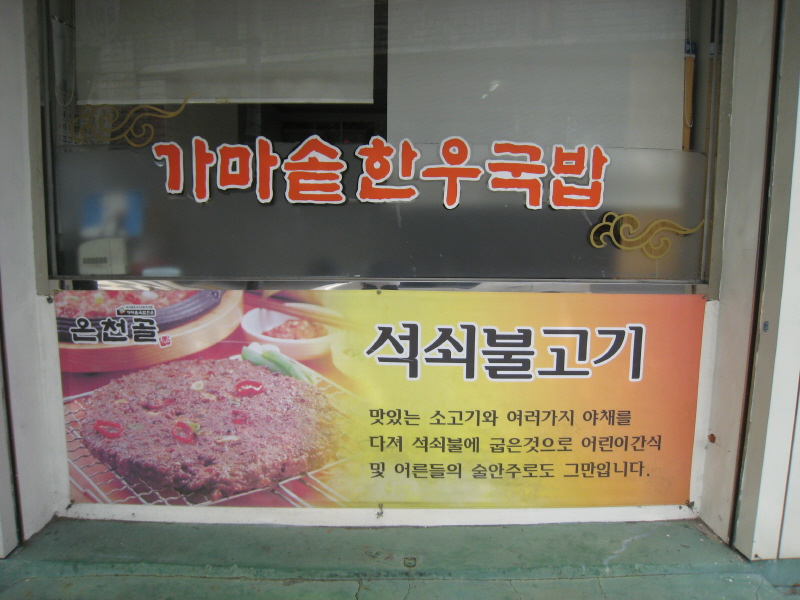 가마솥한우국밥
온천골
석쇠불고기
맛있는 소고기와 여러가지 야채를
다져 석쇠불에 굽은것으로 어린이간식
및 어른들의 술안주로도 그만입니다.